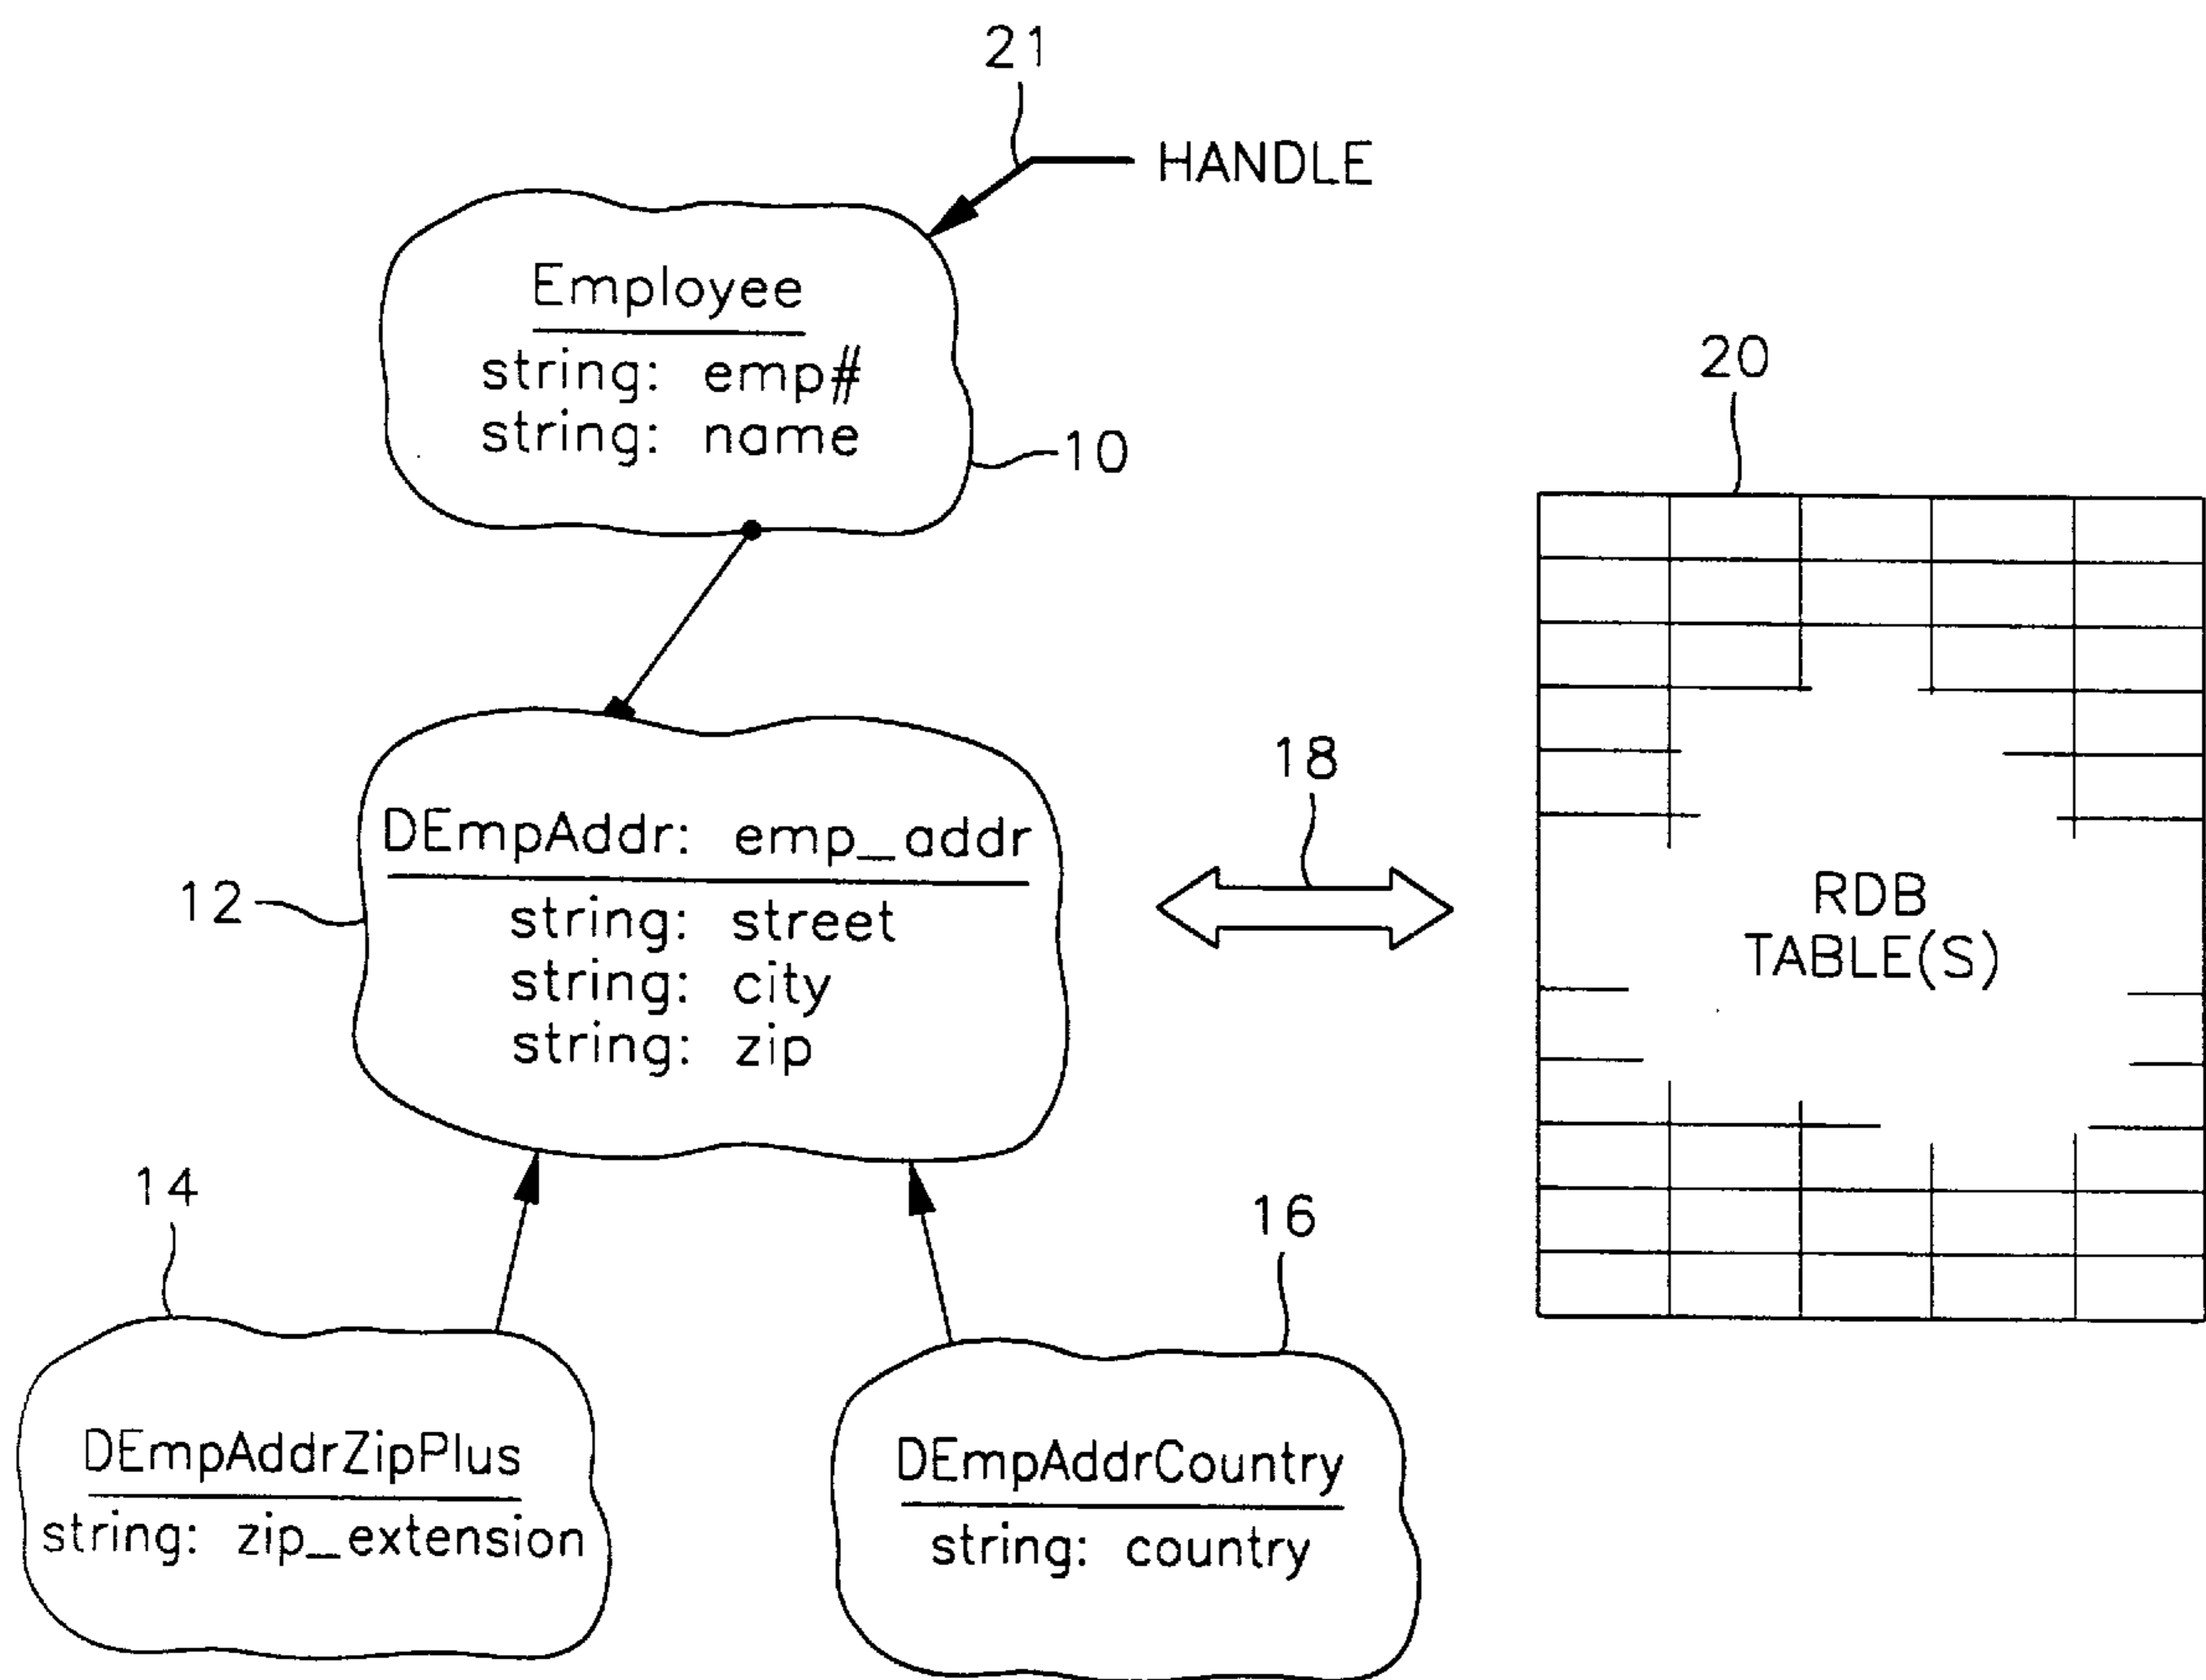 21
HANDLE
Employee
string: emp#
string: name
10
20
18
DEmpAddr: emp_addr
12
string: street
string: city
string: zip
RDB
TABLE(S)
14
16
DEmpAddrZipPlus
string: zip_extension
DEmpAddrCountry
string: country